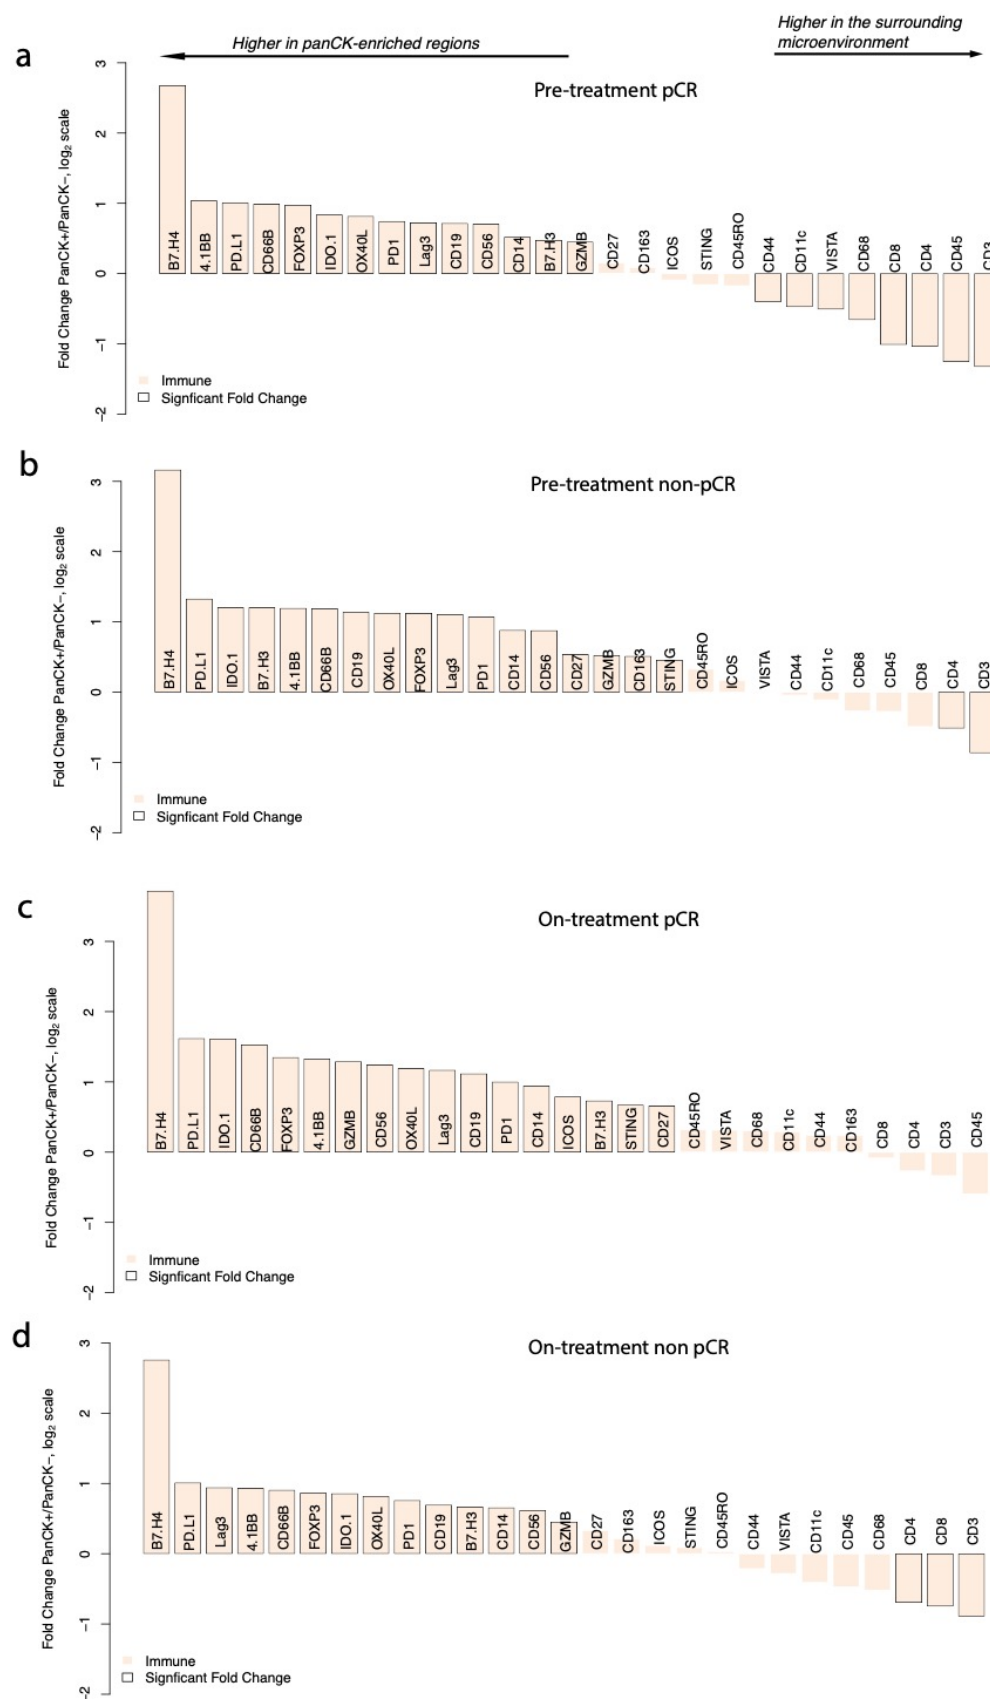 Higher in panCK-enriched regions
Higher in the surrounding
microenvironment
a
Pre-treatment pCR
Fold Change PanCK+/PanCK−, log2 scale
3
2
1
0
−1
−2
B7.H4
4.1BB
PD.L1
CD66B
FOXP3
IDO.1
OX40L
PD1
Lag3
CD19
CD56
CD14
B7.H3
GZMB
CD27
CD163
ICOS
STING
CD45RO
CD44
CD11c
VISTA
CD68
CD8
CD4
CD45
CD3
Immune
Signficant Fold Change
b
Pre-treatment non-pCR
Fold Change PanCK+/PanCK−, log2 scale
3
2
1
0
−1
−2
B7.H4
PD.L1
IDO.1
B7.H3
4.1BB
CD66B
CD19
OX40L
FOXP3
Lag3
PD1
CD14
CD56
CD27
GZMB
CD163
STING
CD45RO
ICOS
VISTA
CD44
CD11c
CD68
CD45
CD8
CD4
CD3
Immune
Signficant Fold Change
c
On-treatment pCR
Fold Change PanCK+/PanCK−, log2 scale
3
2
1
0
−1
−2
B7.H4
PD.L1
IDO.1
CD66B
FOXP3
4.1BB
GZMB
CD56
OX40L
Lag3
CD19
PD1
CD14
ICOS
B7.H3
STING
CD27
CD45RO
VISTA
CD68
CD11c
CD44
CD163
CD8
CD4
CD3
CD45
Immune
Signficant Fold Change
d
On-treatment non pCR
Fold Change PanCK+/PanCK−, log2 scale
3
2
1
0
−1
−2
B7.H4
PD.L1
Lag3
4.1BB
CD66B
FOXP3
IDO.1
OX40L
PD1
CD19
B7.H3
CD14
CD56
GZMB
CD27
CD163
ICOS
STING
CD45RO
CD44
VISTA
CD11c
CD45
CD68
CD4
CD8
CD3
Immune
Signficant Fold Change